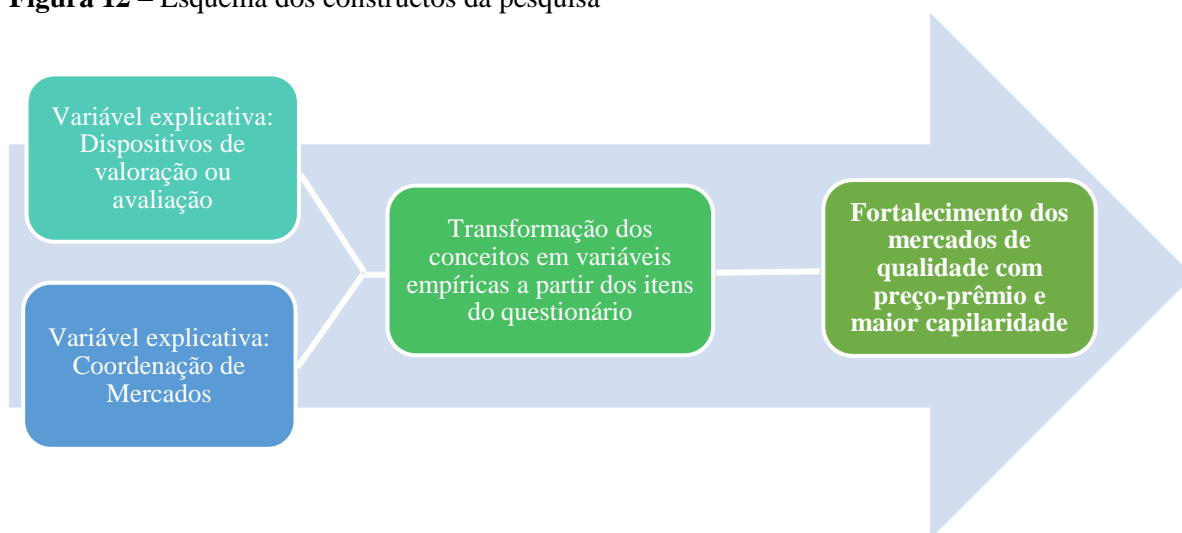 Figura 12 – Esquema dos constructos da pesquisa
Variável explicativa:
Dispositivos de
valoração ou
avaliação
Transformação dos
conceitos em variáveis
empíricas a partir dos itens
do questionário
Fortalecimento dos
mercados de
qualidade com
preço-prêmio e
maior capilaridade
Variável explicativa:
Coordenação de
Mercados